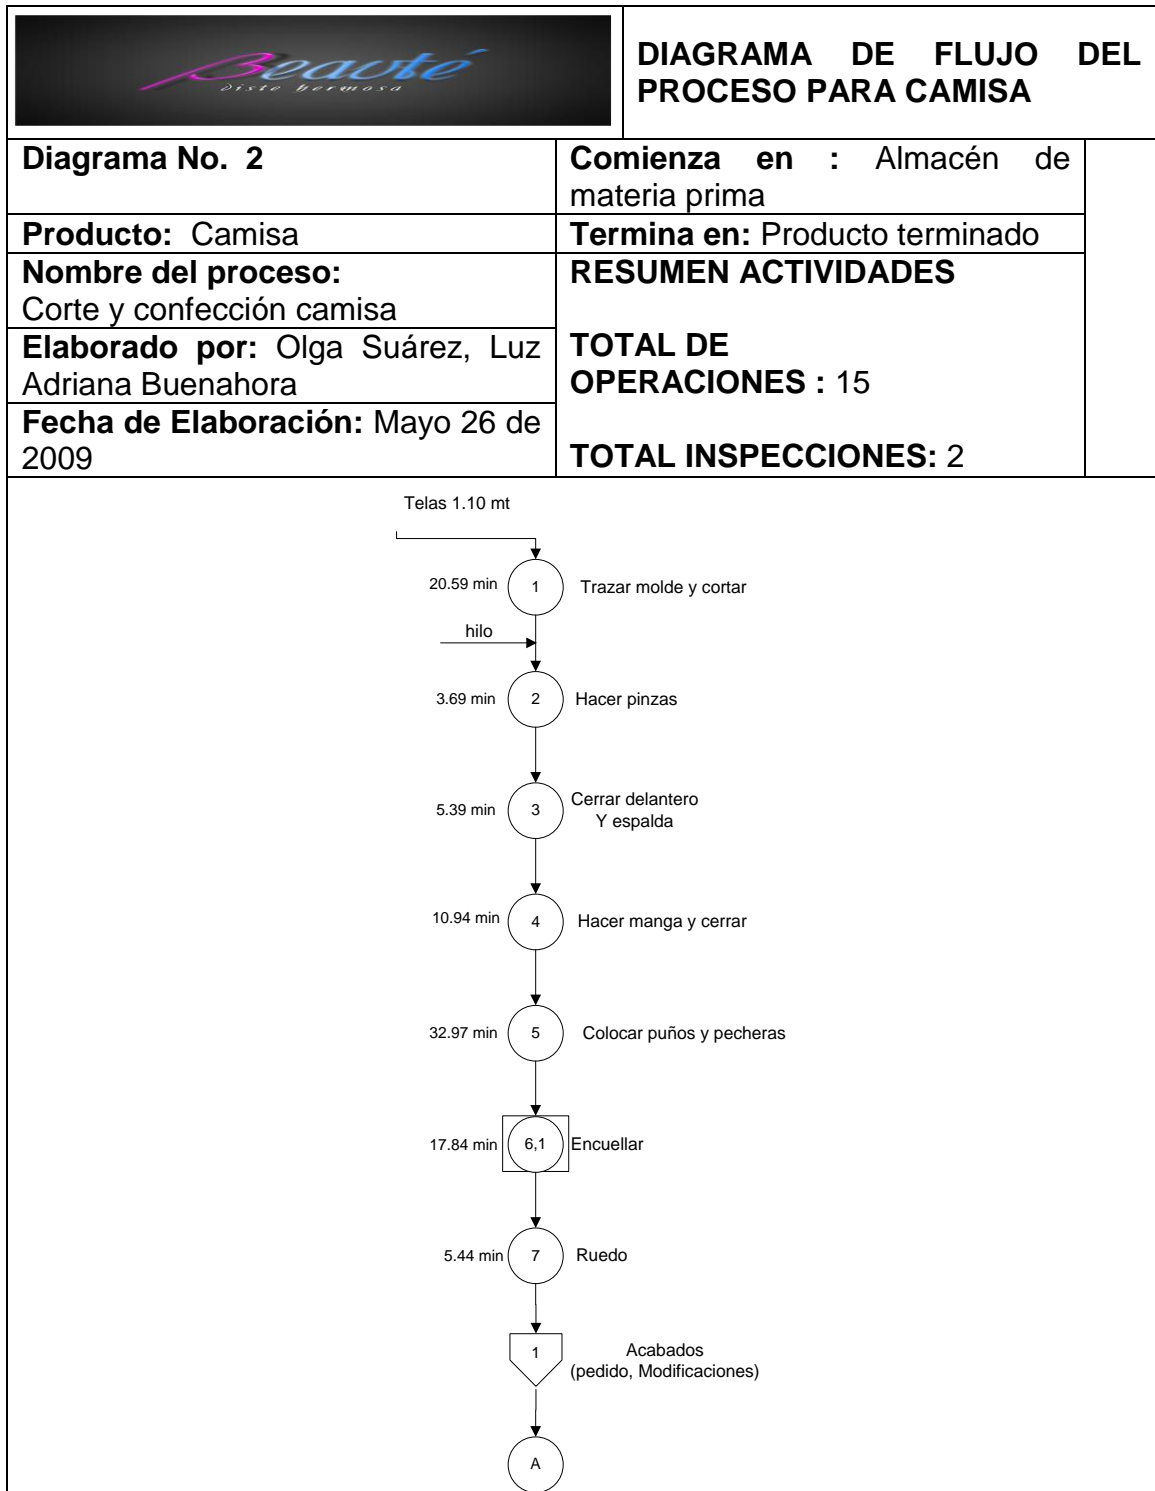 Beauté
Viste hermosa
DIAGRAMA DE FLUJO DEL
PROCESO PARA CAMISA
Diagrama No. 2
Comienza en : Almacén de
materia prima
Producto: Camisa
Termina en: Producto terminado
Nombre del proceso:
Corte y confección camisa
RESUMEN ACTIVIDADES
Elaborado por: Olga Suárez, Luz
Adriana Buenahora
TOTAL DE
OPERACIONES : 15
Fecha de Elaboración: Mayo 26 de
2009
TOTAL INSPECCIONES: 2
Telas 1.10 mt
20.59 min 1 Trazar molde y cortar
hilo
3.69 min 2 Hacer pinzas
5.39 min 3 Cerrar delantero
Y espalda
10.94 min 4 Hacer manga y cerrar
32.97 min 5 Colocar puños y pecheras
17.84 min 6,1 Encuellar
5.44 min 7 Ruedo
1 Acabados
(pedido, Modificaciones)
A